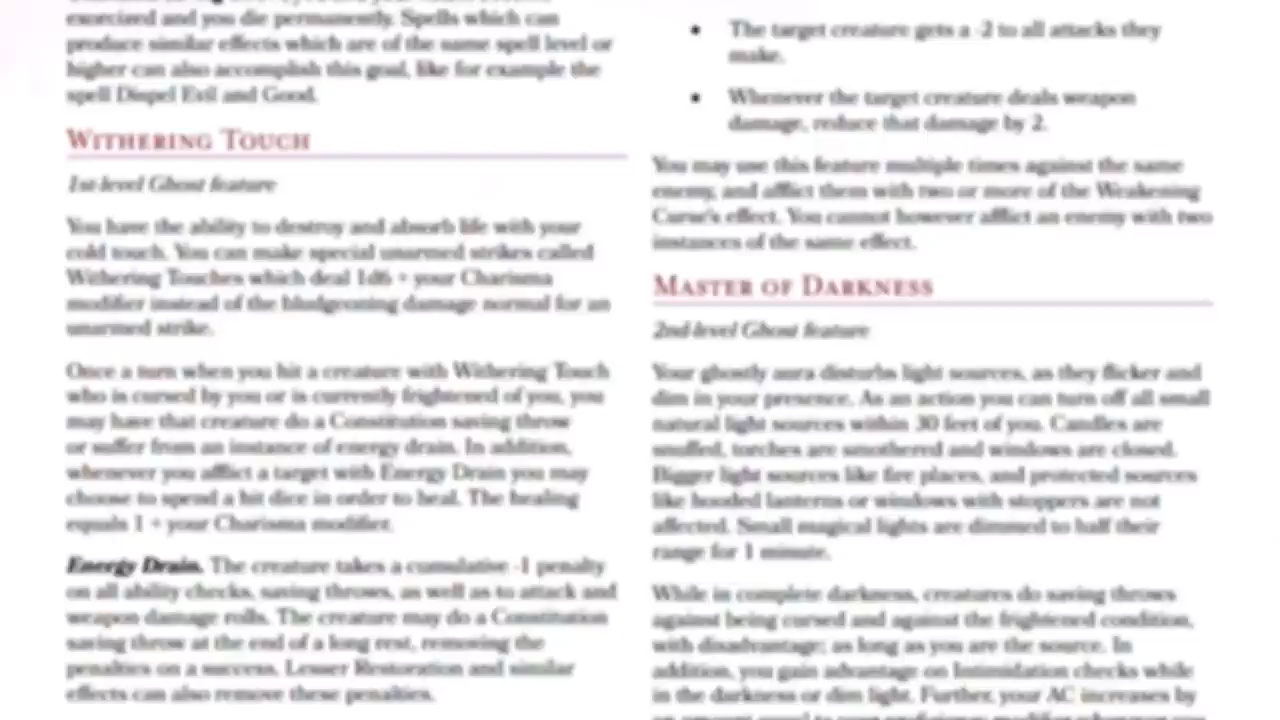 exorcized and you die permanently. Spells which can
produce similar effects which are of the same spell level or
higher can also accomplish this goal, like for example the
spell Dispel Evil and Good.
WITHERING TOUCH
1st-level Ghost feature
You have the ability to destroy and absorb life with your
cold touch. You can make special unarmed strikes called
Withering Touches which deal 1d6 + your Charisma
modifier instead of the bludgeoning damage normal for an
unarmed strike.
Once a turn when you hit a creature with Withering Touch
who is cursed by you or is currently frightened of you, you
may have that creature do a Constitution saving throw
or suffer from an instance of energy drain. In addition,
whenever you afflict a target with Energy Drain you may
choose to spend a hit dice in order to heal. The healing
equals 1 + your Charisma modifier.
Energy Drain. The creature takes a cumulative -1 penalty
on all ability checks, saving throws, as well as to attack and
weapon damage rolls. The creature may do a Constitution
saving throw at the end of a long rest, removing the
penalties on a success. Lesser Restoration and similar
effects can also remove these penalties.
• The target creature gets a -2 to all attacks they
make.
• Whenever the target creature deals weapon
damage, reduce that damage by 2.
You may use this feature multiple times against the same
enemy, and afflict them with two or more of the Weakening
Curse's effect. You cannot however afflict an enemy with two
instances of the same effect.
MASTER OF DARKNESS
2nd-level Ghost feature
Your ghostly aura disturbs light sources, as they flicker and
dim in your presence. As an action you can turn off all small
natural light sources within 30 feet of you. Candles are
snuffed, torches are smothered and windows are closed.
Bigger light sources like fire places, and protected sources
like hooded lanterns or windows with stoppers are not
affected. Small magical lights are dimmed to half their
range for 1 minute.
While in complete darkness, creatures do saving throws
against being cursed and against the frightened condition,
with disadvantage; as long as you are the source. In
addition, you gain advantage on Intimidation checks while
in the darkness or dim light. Further, your AC increases by